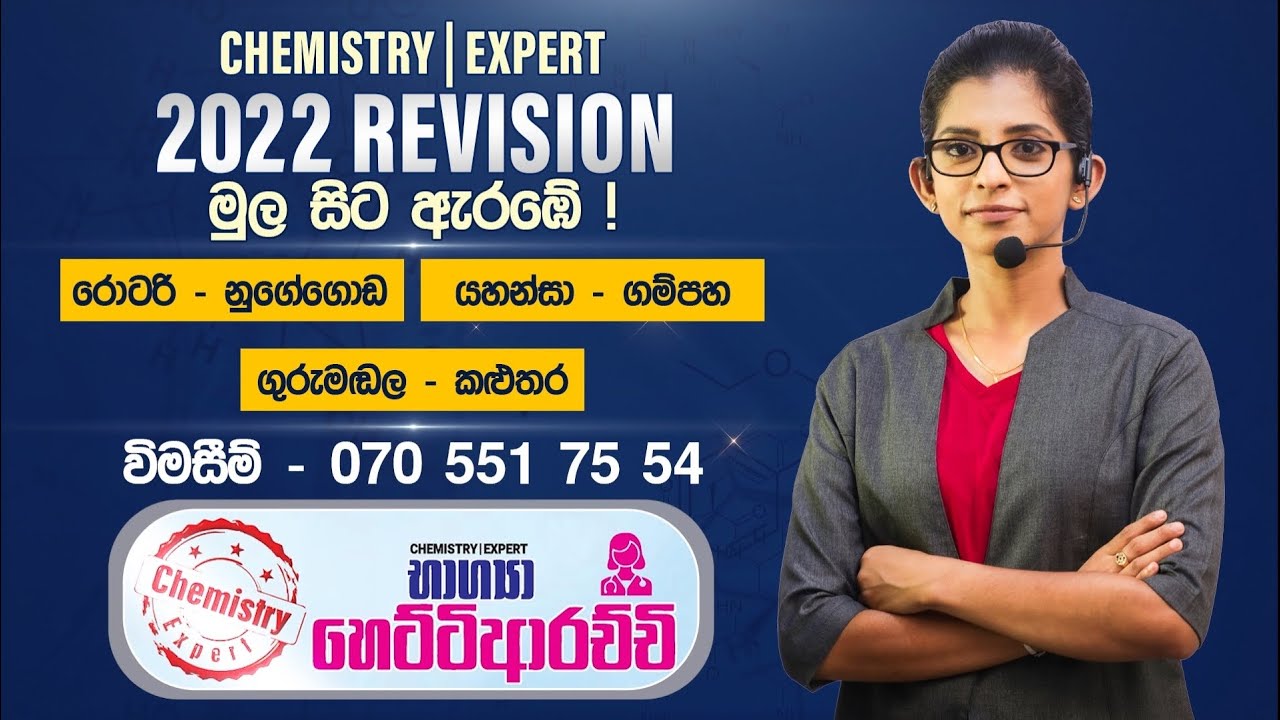 CHEMISTRY|EXPERT
2022 REVISION
මුල සිට ඇරඹේ !
රොටරි - නුගේගොඩ
යහන්සා - ගම්පහ
ගුරුමඬල - කළුතර
විමසීම් - 070 551 75 54
Chemistry
Expert
CHEMISTRY|EXPERT
භාග්‍යා
හෙට්ටිආරච්චි